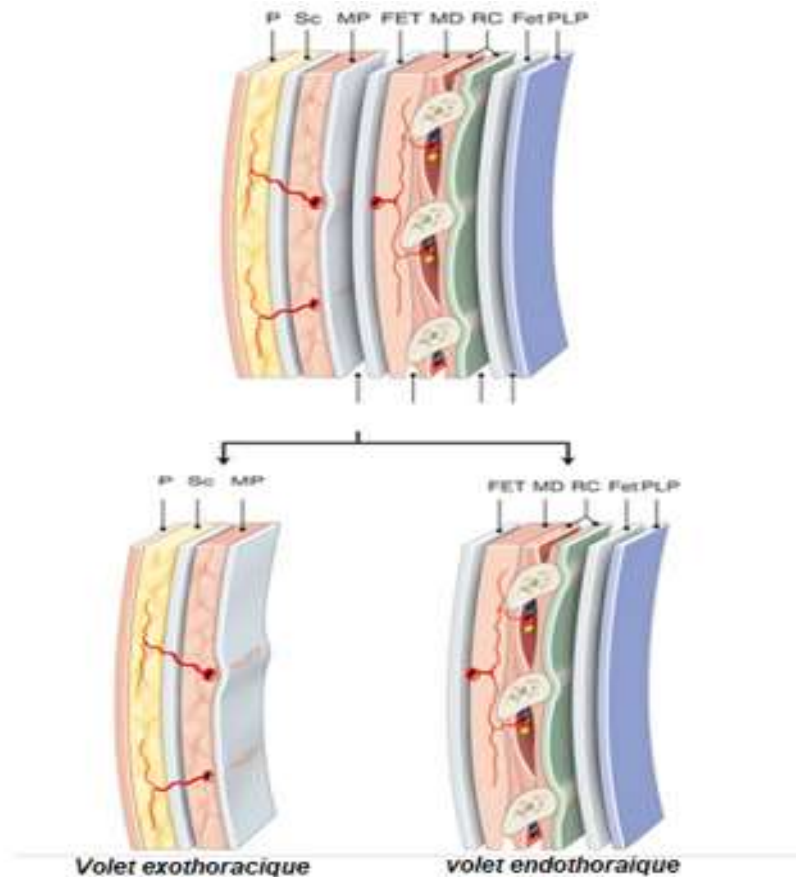 P Sc MP FET MD RC Fet PLP
P Sc MP
FET MD RC Fet PLP
Volet exothoracique
volet endothoraique